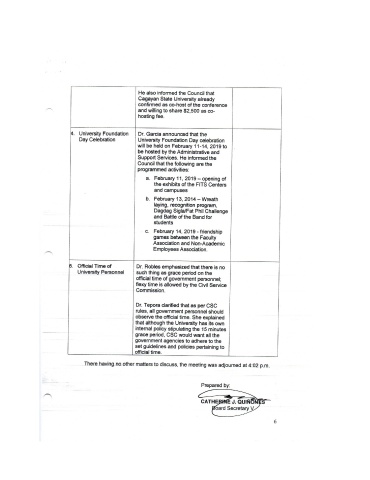 He also informed the Council that
Cagayan State University already
confirmed as co-host of the conference
and willing to share $2,500 as co-
hosting fee.
4. University Foundation
Day Celebration
Dr. Garcia announced that the
University Foundation Day celebration
will be held on February 11-14, 2019 to
be hosted by the Administrative and
Support Services. He informed the
Council that the following are the
programmed activities:
a. February 11, 2019 – opening of
the exhibits of the FITS Centers
and campuses
b. February 13, 2014 – Wreath
laying, recognition program,
Dagdag Sigla/Fat Phil Challenge
and Battle of the Band for
students
c. February 14, 2019 - friendship
games between the Faculty
Association and Non-Academic
Employees Association.
Official Time of
University Personnel
Dr. Robles emphasized that there is no
such thing as grace period on the
official time of government personnel;
flexy time is allowed by the Civil Service
Commission.
Dr. Tepora clarified that as per CSC
rules, all government personnel should
observe the official time. She explained
that although the University has its own
internal policy stipulating the 15 minutes
grace period, CSC would want all the
government agencies to adhere to the
set guidelines and policies pertaining to
official time.
There having no other matters to discuss, the meeting was adjourned at 4:02 p.m.
Prepared by:
CATHERINE J. QUINONES
Board Secretary V
6